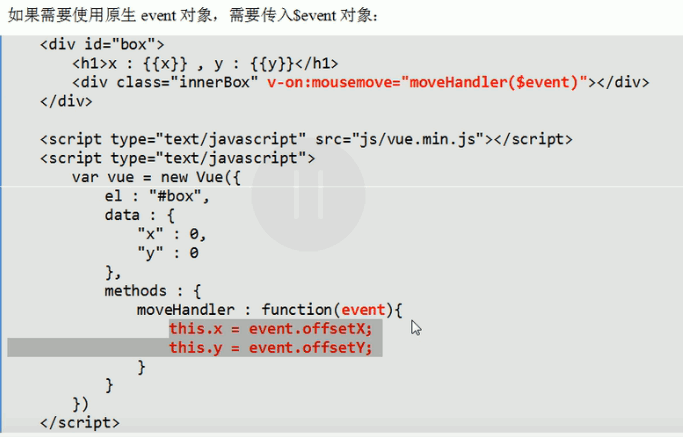 如果需要使用原生 event 对象，需要传入$event 对象：
<div id="box">
    <h1>x : {{x}} , y : {{y}}</h1>
    <div class="innerBox" v-on:mousemove="moveHandler($event)"></div>
</div>
<script type="text/javascript" src="js/vue.min.js"></script>
<script type="text/javascript">
    var vue = new Vue({
        el : "#box",
        data : {
            "x" : 0,
            "y" : 0
        },
        methods : {
            moveHandler : function(event){
                this.x = event.offsetX;
                this.y = event.offsetY;
            }
        }
    })
</script>